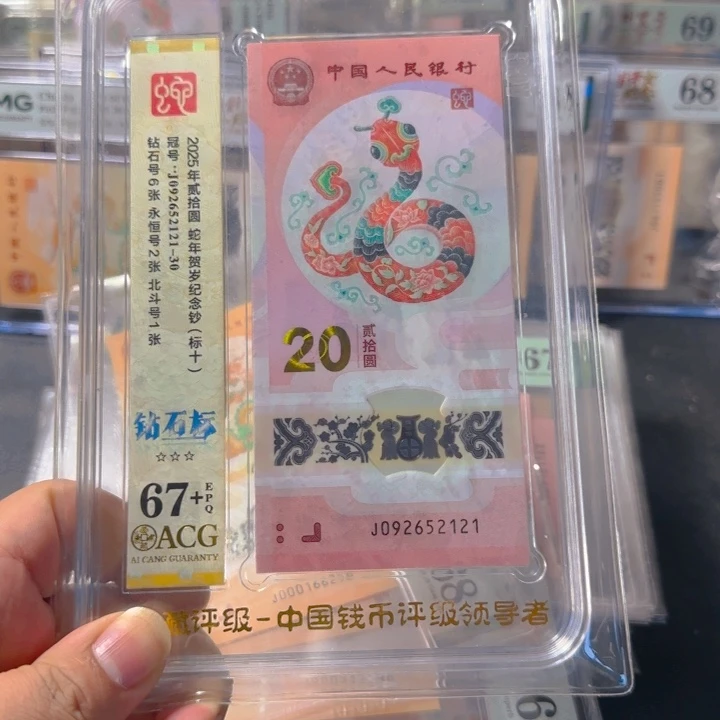 中国人民银行
20
贰拾圆
J092652121
2025年贰拾圆 蛇年贺岁纪念钞(标十)
冠号:J092652121-30
钻石号6张 永恒号2张 北斗号1张
钻石标
☆☆☆
67+
EPQ
ACG
AI CANG GUARANTY
评级-中国钱币评级领导者
MG
69
68
67